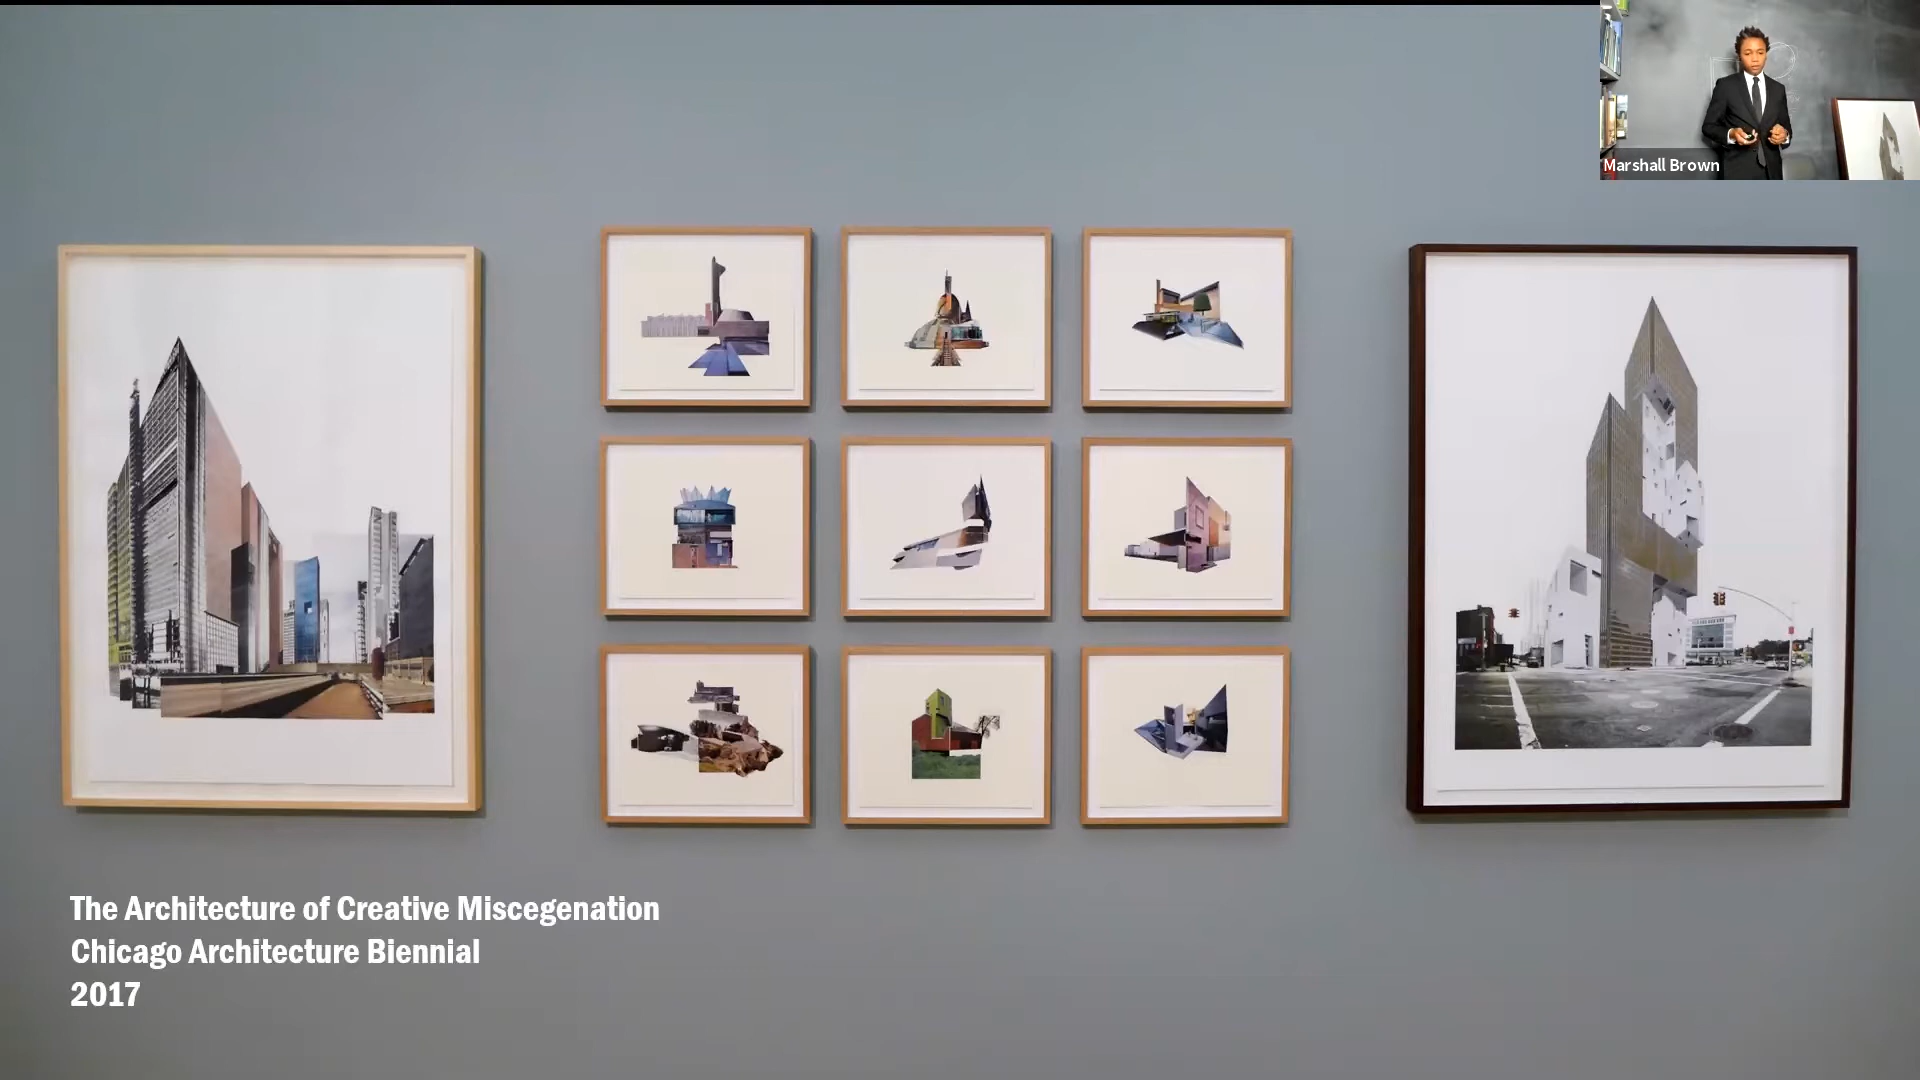 Marshall Brown
The Architecture of Creative Miscegenation
Chicago Architecture Biennial
2017